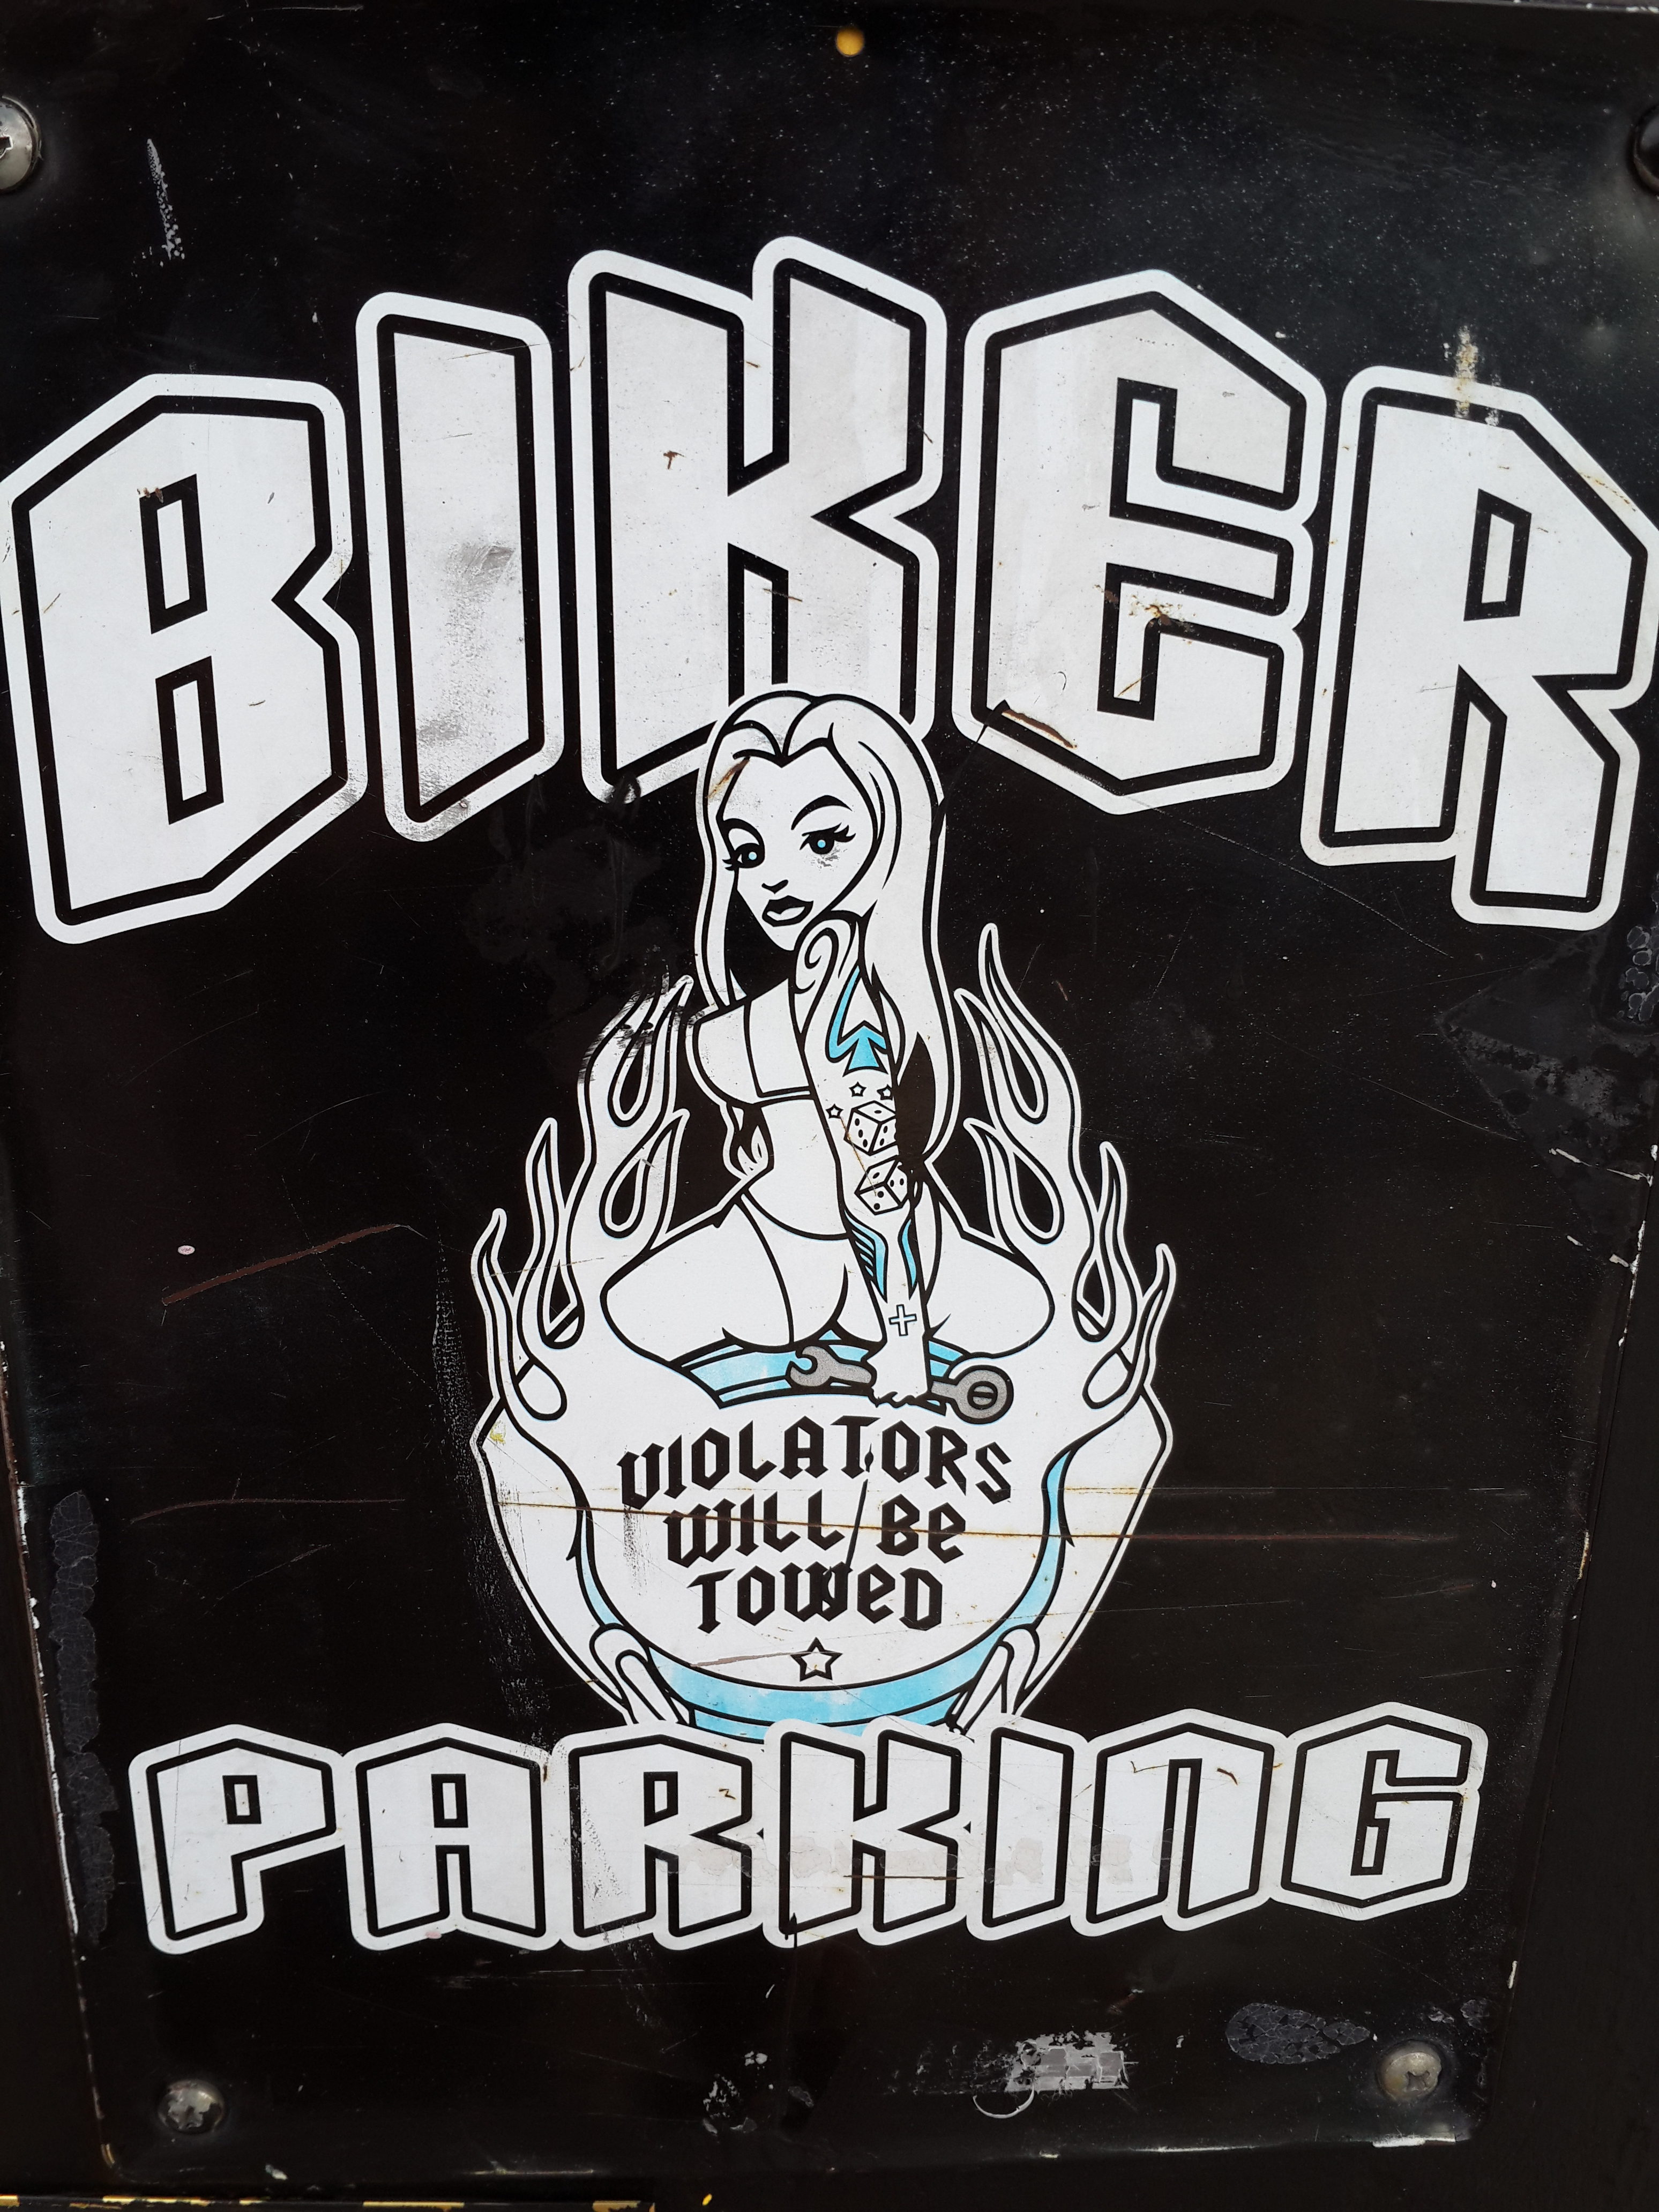 BIKER
VIOLATORS
WILL BE
TOWED
PARKING